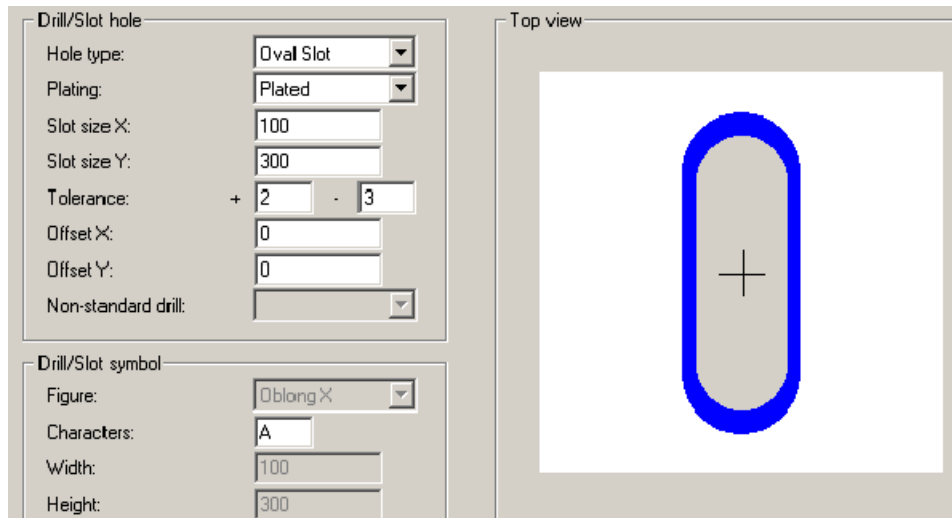 Drill/Slot hole
Hole type: Oval Slot
Plating: Plated
Slot size X: 100
Slot size Y: 300
Tolerance: + 2 - 3
Offset X: 0
Offset Y: 0
Non-standard drill:
Drill/Slot symbol
Figure: Oblong X
Characters: A
Width: 100
Height: 300
Top view